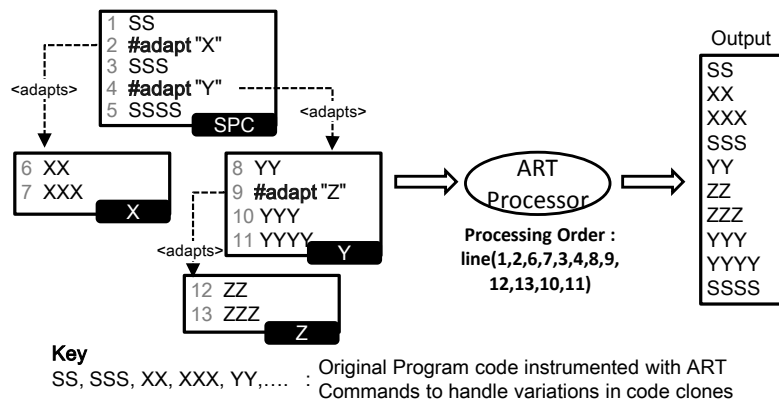 1 SS
2 #adapt "X"
3 SSS
4 #adapt "Y"
5 SSSS
SPC
<adapts>
<adapts>
6 XX
7 XXX
X
8 YY
9 #adapt "Z"
10 YYY
11 YYYY
Y
<adapts>
12 ZZ
13 ZZZ
Z
ART
Processor
Processing Order :
line(1,2,6,7,3,4,8,9,
12,13,10,11)
Output
SS
XX
XXX
SSS
YY
ZZ
ZZZ
YYY
YYYY
SSSS
Key
SS, SSS, XX, XXX, YY,.... : Original Program code instrumented with ART
Commands to handle variations in code clones